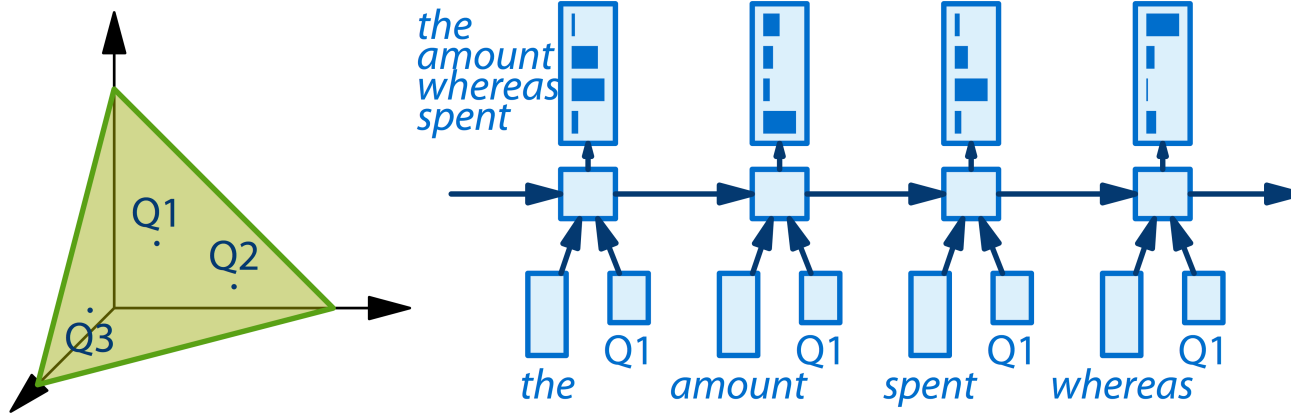 Q1
Q2
Q3
the
amount
whereas
spent
Q1
Q1
Q1
Q1
the
amount
spent
whereas